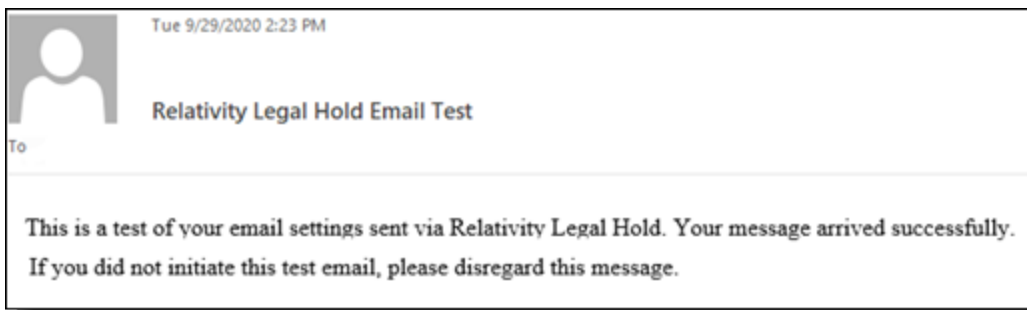 Tue 9/29/2020 2:23 PM
Relativity Legal Hold Email Test
To
This is a test of your email settings sent via Relativity Legal Hold. Your message arrived successfully.
If you did not initiate this test email, please disregard this message.